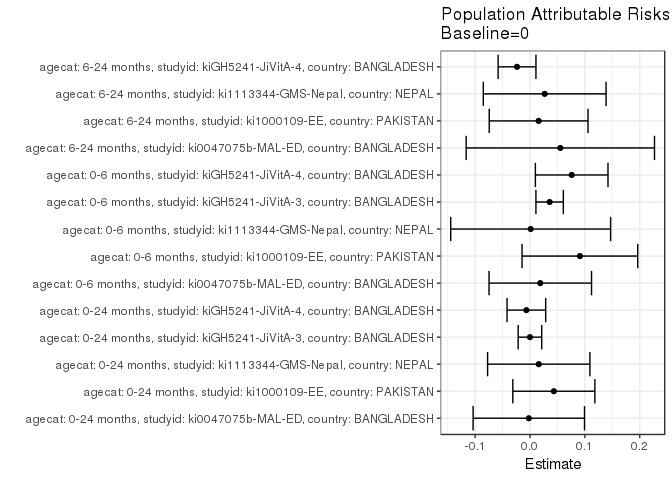 Population Attributable Risks
Baseline=0
agecat: 6-24 months, studyid: kiGH5241-JiVitA-4, country: BANGLADESH
agecat: 6-24 months, studyid: ki1113344-GMS-Nepal, country: NEPAL
agecat: 6-24 months, studyid: ki1000109-EE, country: PAKISTAN
agecat: 6-24 months, studyid: ki0047075b-MAL-ED, country: BANGLADESH
agecat: 0-6 months, studyid: kiGH5241-JiVitA-4, country: BANGLADESH
agecat: 0-6 months, studyid: kiGH5241-JiVitA-3, country: BANGLADESH
agecat: 0-6 months, studyid: ki1113344-GMS-Nepal, country: NEPAL
agecat: 0-6 months, studyid: ki1000109-EE, country: PAKISTAN
agecat: 0-6 months, studyid: ki0047075b-MAL-ED, country: BANGLADESH
agecat: 0-24 months, studyid: kiGH5241-JiVitA-4, country: BANGLADESH
agecat: 0-24 months, studyid: kiGH5241-JiVitA-3, country: BANGLADESH
agecat: 0-24 months, studyid: ki1113344-GMS-Nepal, country: NEPAL
agecat: 0-24 months, studyid: ki1000109-EE, country: PAKISTAN
agecat: 0-24 months, studyid: ki0047075b-MAL-ED, country: BANGLADESH
-0.1 0.0 0.1 0.2
Estimate